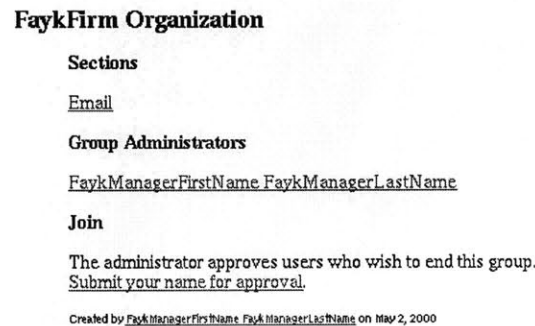 FaykFirm Organization
Sections
Email
Group Administrators
FaykManagerFirstName FaykManagerLastName
Join
The administrator approves users who wish to end this group.
Submit your name for approval.
Created by FaykManagerFirstName FaykManagerLastName on May 2, 2000